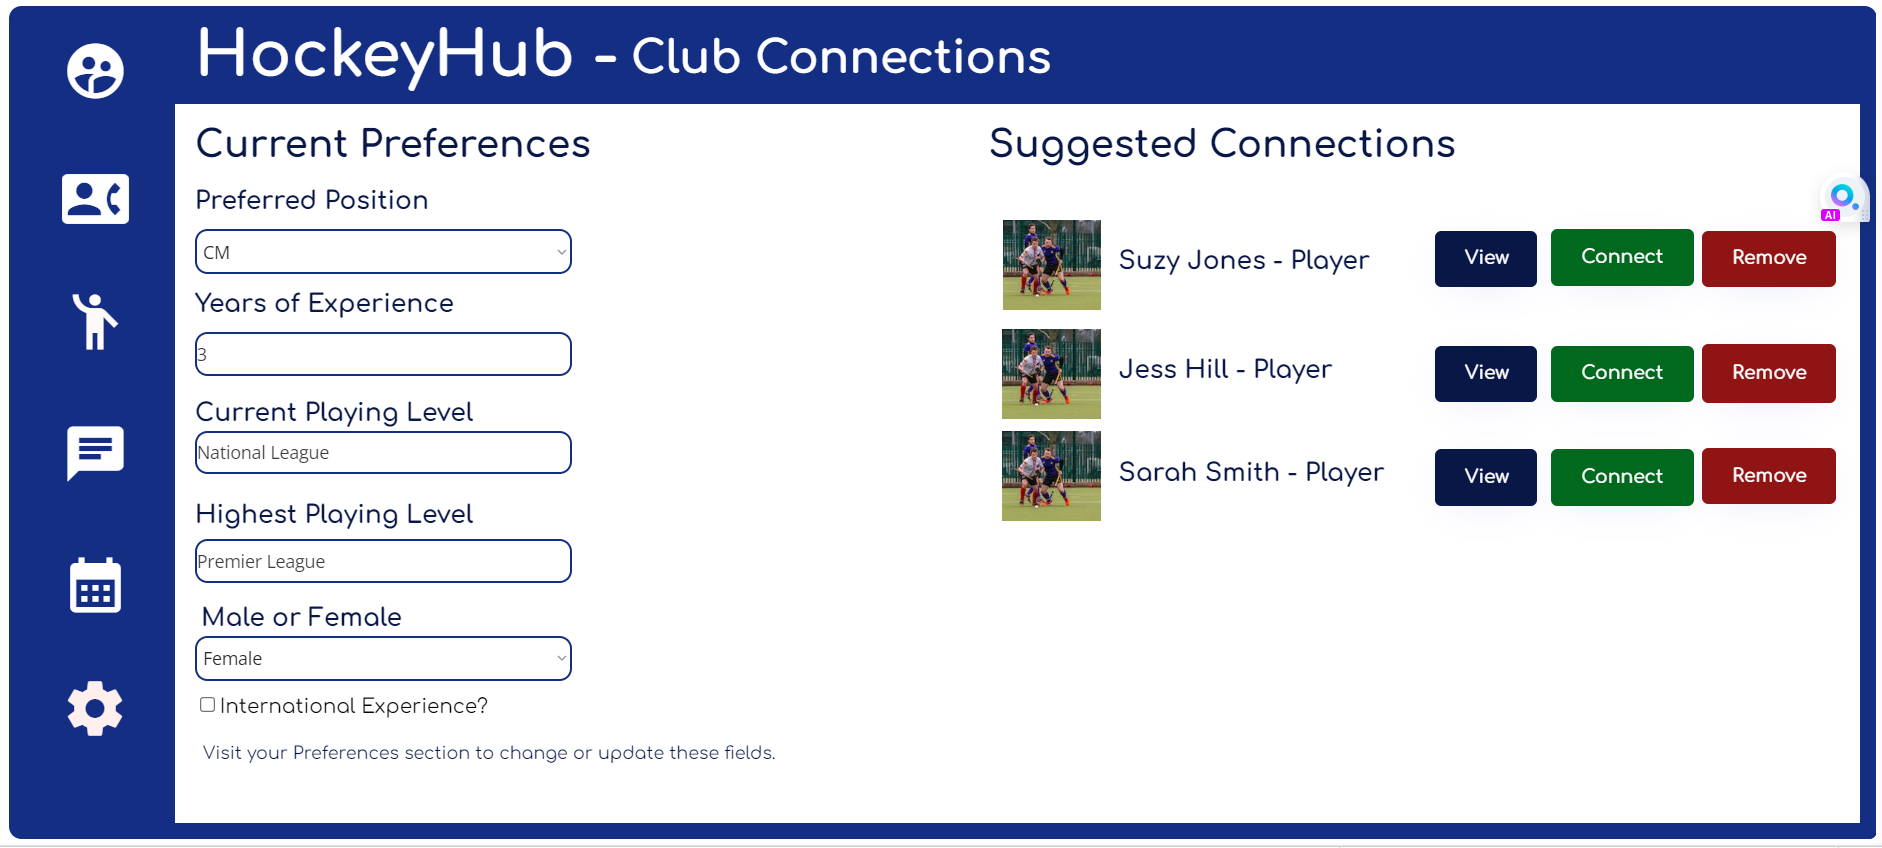 HockeyHub - Club Connections
Current Preferences
Preferred Position
CM
Years of Experience
3
Current Playing Level
National League
Highest Playing Level
Premier League
Male or Female
Female
International Experience?
Visit your Preferences section to change or update these fields.
Suggested Connections
AI
Suzy Jones - Player View Connect Remove
Jess Hill - Player View Connect Remove
Sarah Smith - Player View Connect Remove